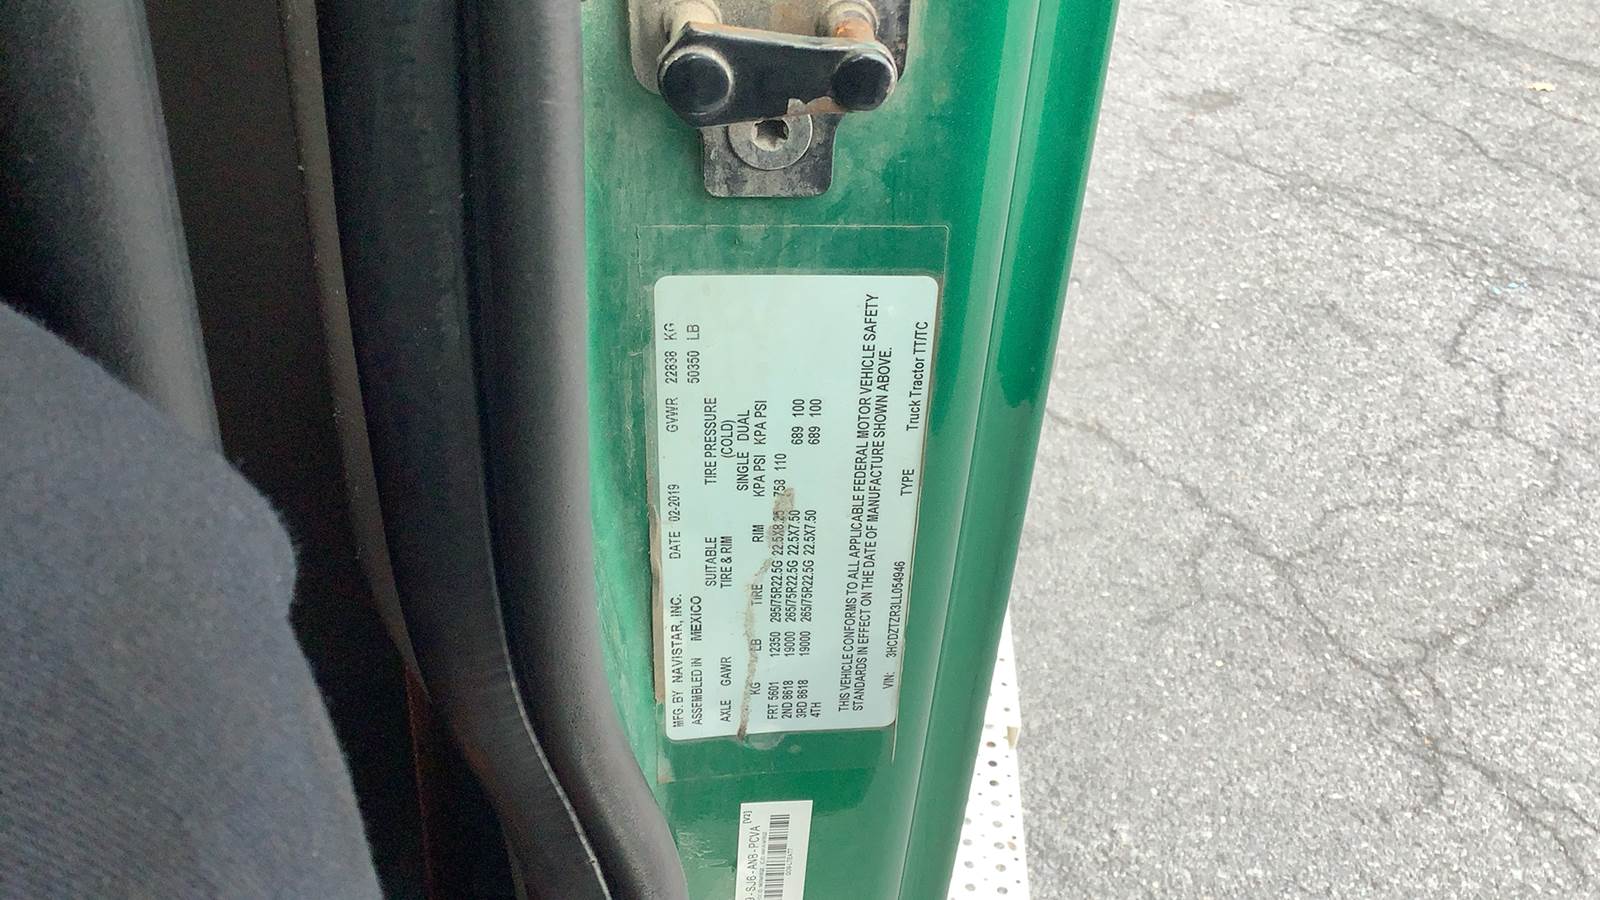 MFG. BY NAVISTAR, INC. DATE 02-2019 GVWR 22838 KG
ASSEMBLED IN MEXICO 50350 LB
AXLE GAWR SUITABLE TIRE PRESSURE
TIRE & RIM (COLD)
SINGLE DUAL
KG LB TIRE RIM KPA PSI KPA PSI
FRT 5601 12350 295/75R22.5G 22.5X8.25 758 110
2ND 8618 19000 265/75R22.5G 22.5X7.50 689 100
3RD 8618 19000 265/75R22.5G 22.5X7.50 689 100
4TH
THIS VEHICLE CONFORMS TO ALL APPLICABLE FEDERAL MOTOR VEHICLE SAFETY
STANDARDS IN EFFECT ON THE DATE OF MANUFACTURE SHOWN ABOVE.
VIN: 3HCDZTZR3LL054946 TYPE Truck Tractor TT/TC
-SJ6-ANB-PCVA [V2]